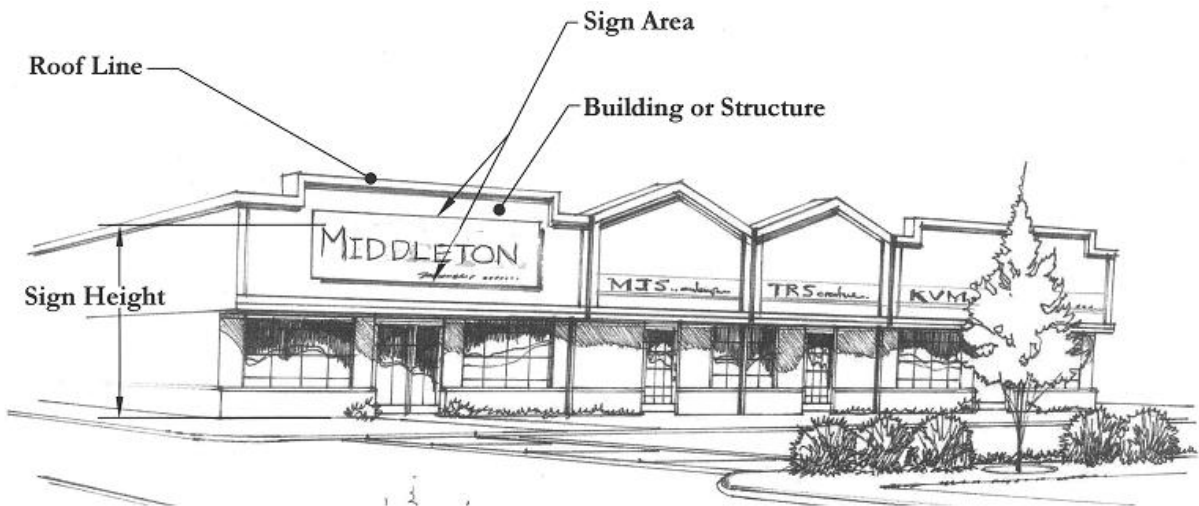 Sign Area
Roof Line
Building or Structure
MIDDLETON
MJS
TRS
KVM
Sign Height